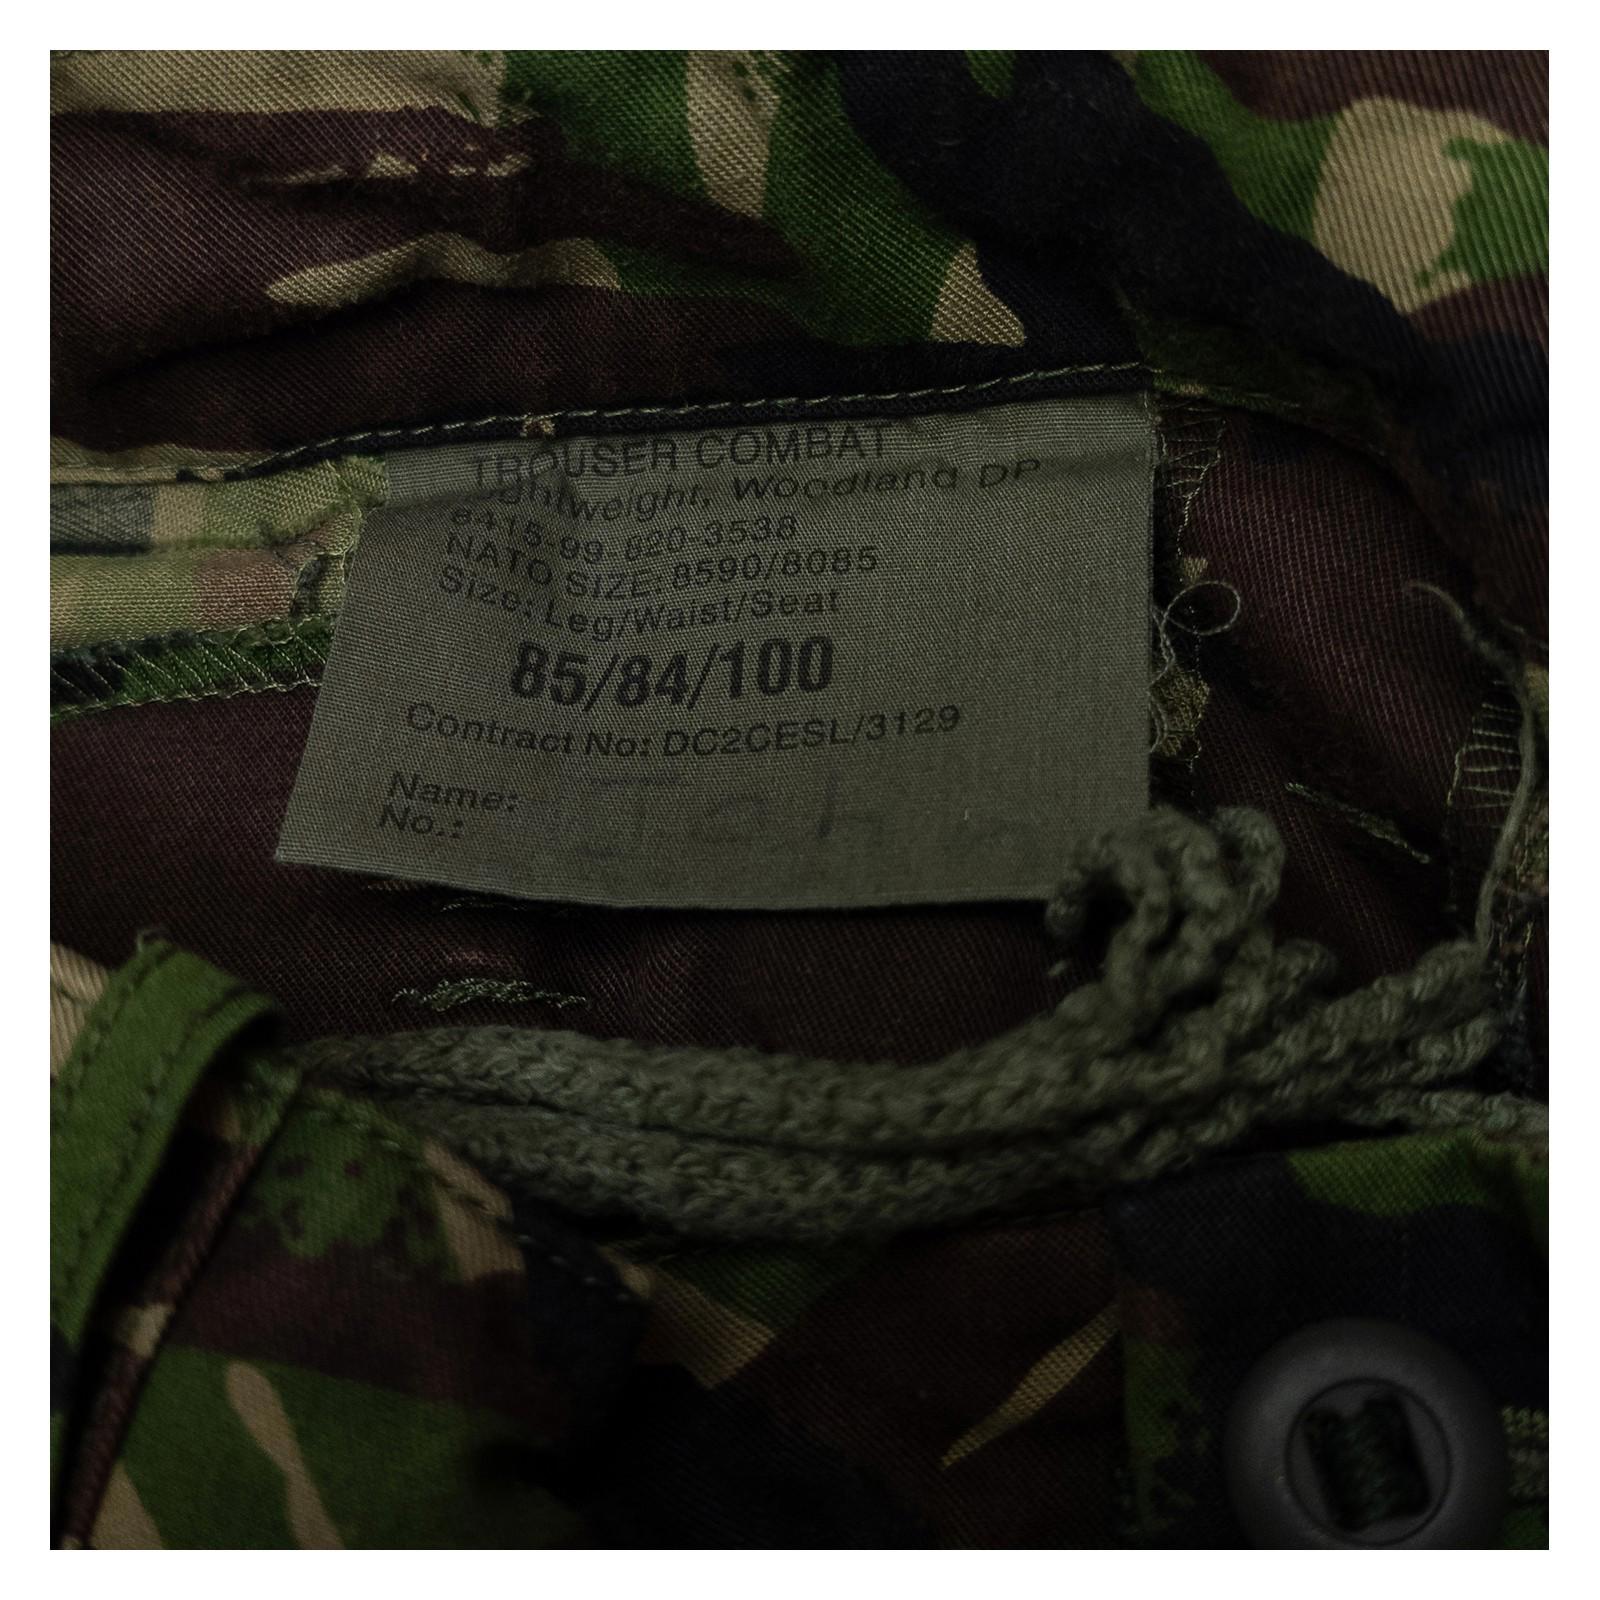 TROUSER COMBAT
Lightweight, Woodland DP
8415-99-820-3538
NATO SIZE: 8590/8085
Size: Leg/Waist/Seat
85/84/100
Contract No: DC2CESL/3129
Name:
No.: